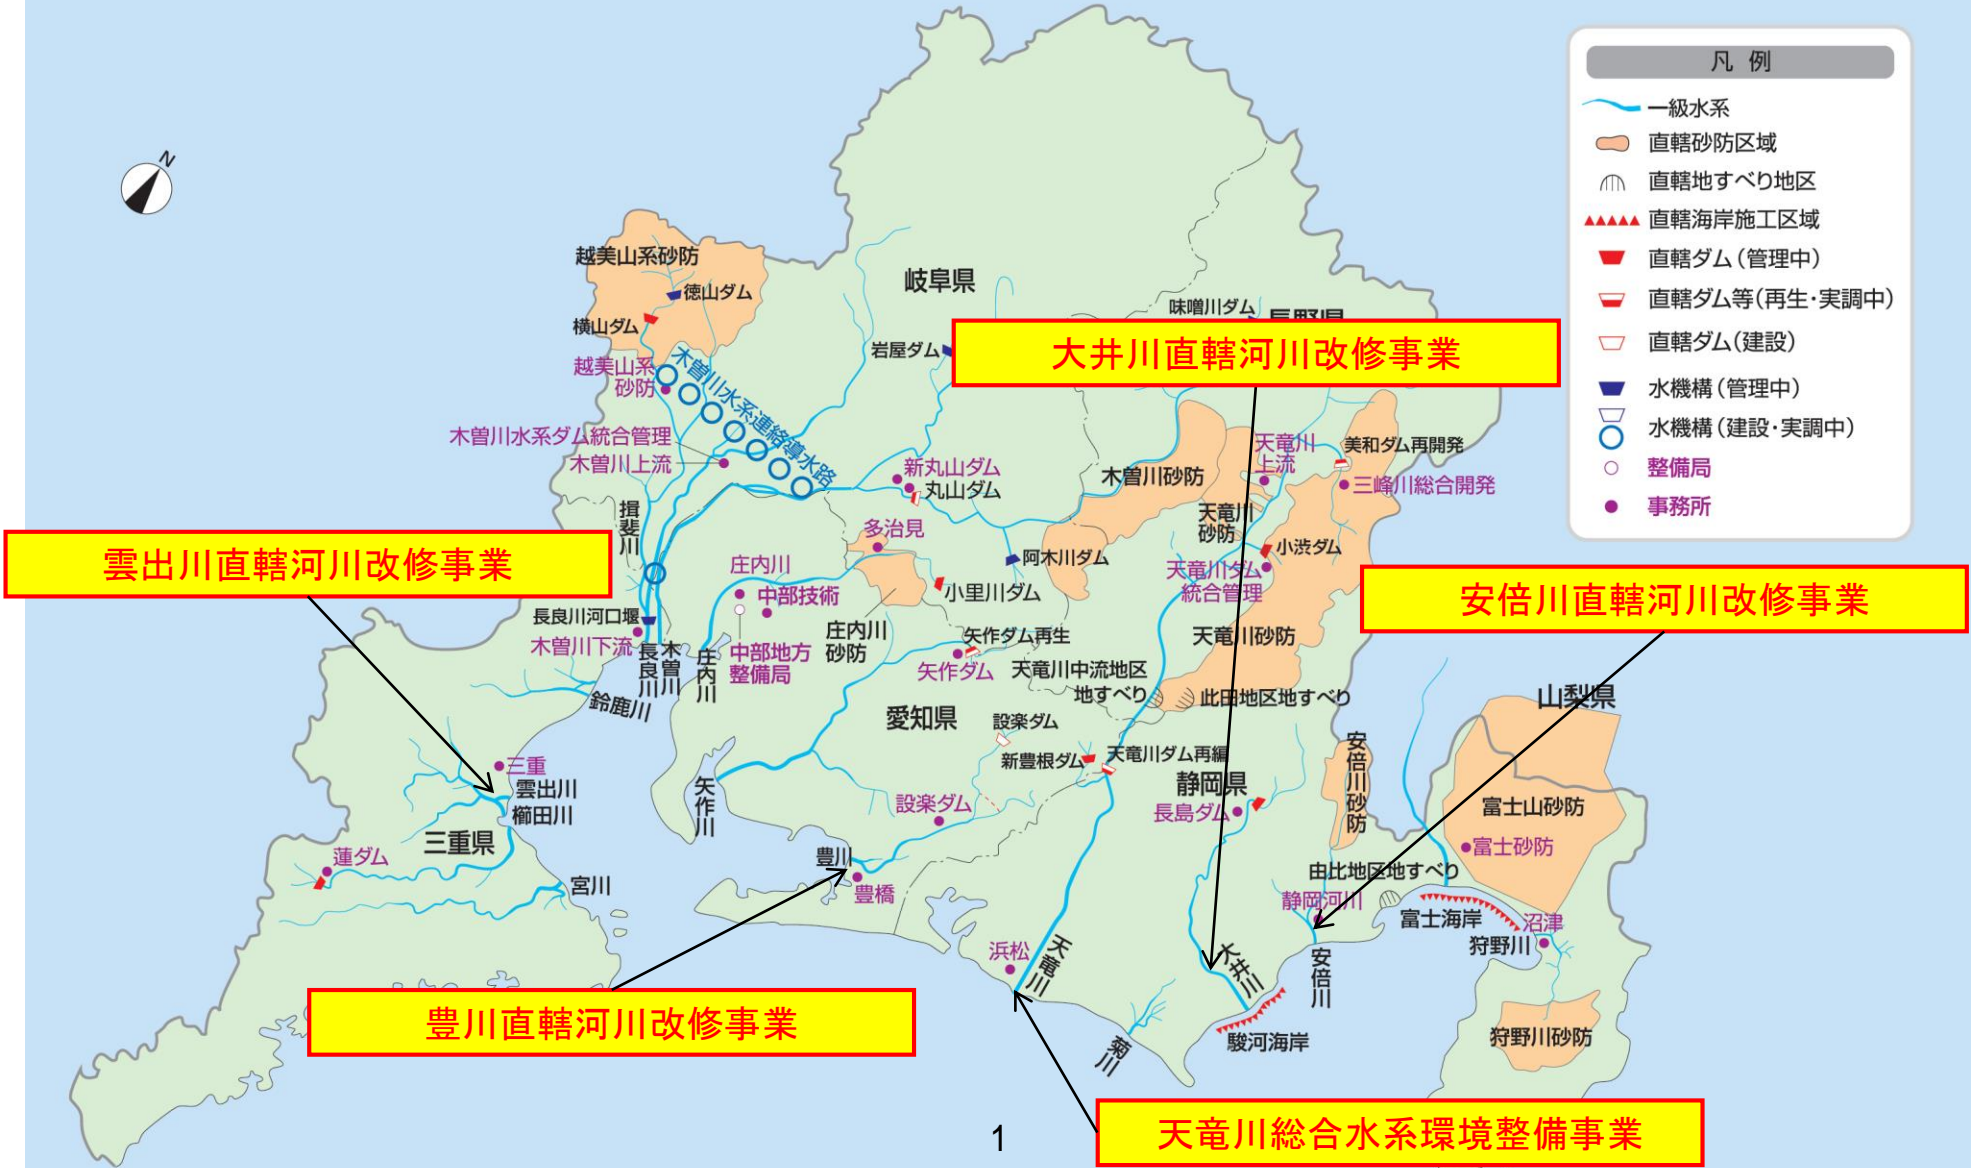 凡 例
一級水系
直轄砂防区域
直轄地すべり地区
直轄海岸施工区域
直轄ダム(管理中)
直轄ダム等(再生・実調中)
直轄ダム(建設)
水機構(管理中)
水機構(建設・実調中)
整備局
事務所
N
越美山系砂防
徳山ダム
横山ダム
越美山系
砂防
木曽川水系連絡導水路
木曽川水系ダム統合管理
木曽川上流
岐阜県
岩屋ダム
味噌川ダム
長野県
大井川直轄河川改修事業
新丸山ダム
丸山ダム
木曽川砂防
天竜川
上流
美和ダム再開発
三峰川総合開発
天竜川
砂防
小渋ダム
天竜川ダム
統合管理
天竜川砂防
揖斐川
雲出川直轄河川改修事業
多治見
庄内川
中部技術
阿木川ダム
小里川ダム
安倍川直轄河川改修事業
長良川河口堰
木曽川下流
長良川
木曽川
庄内川
中部地方
整備局
庄内川
砂防
矢作ダム再生
矢作ダム
天竜川中流地区
地すべり
此田地区地すべり
山梨県
鈴鹿川
愛知県
設楽ダム
新豊根ダム
天竜川ダム再編
静岡県
安倍川砂防
三重
雲出川
櫛田川
矢作川
設楽ダム
長島ダム
富士山砂防
三重県
蓮ダム
宮川
豊川
豊橋
由比地区地すべり
富士砂防
静岡河川
富士海岸
沼津
狩野川
浜松
天竜川
大井川
安倍川
豊川直轄河川改修事業
菊川
駿河海岸
狩野川砂防
天竜川総合水系環境整備事業
1